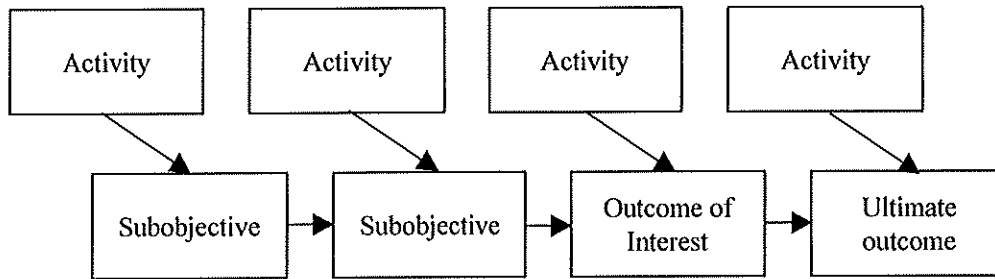 Activity
Activity
Activity
Activity
Subobjective
Subobjective
Outcome of
Interest
Ultimate
outcome